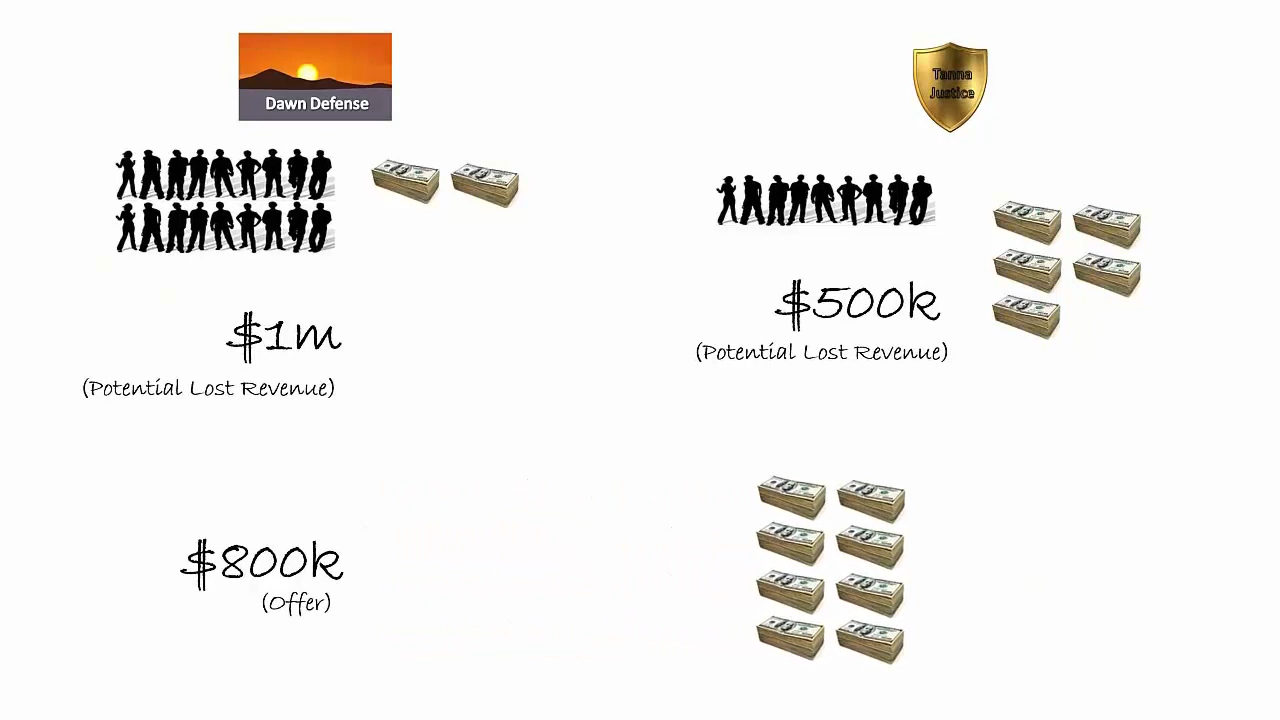 Dawn Defense
Tanna
Justice
$1m
(Potential Lost Revenue)
$500k
(Potential Lost Revenue)
$800k
(Offer)